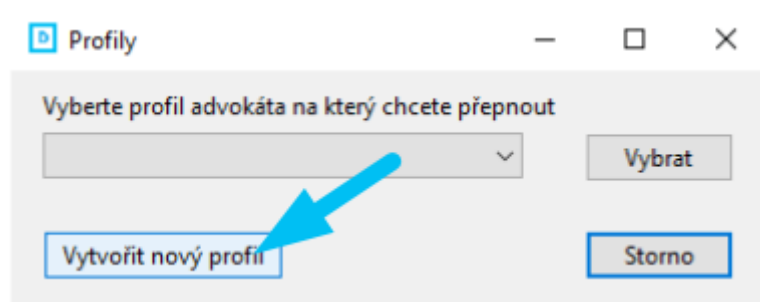 Profily
Vyberte profil advokáta na který chcete přepnout
Vybrat
Vytvořit nový profil
Storno